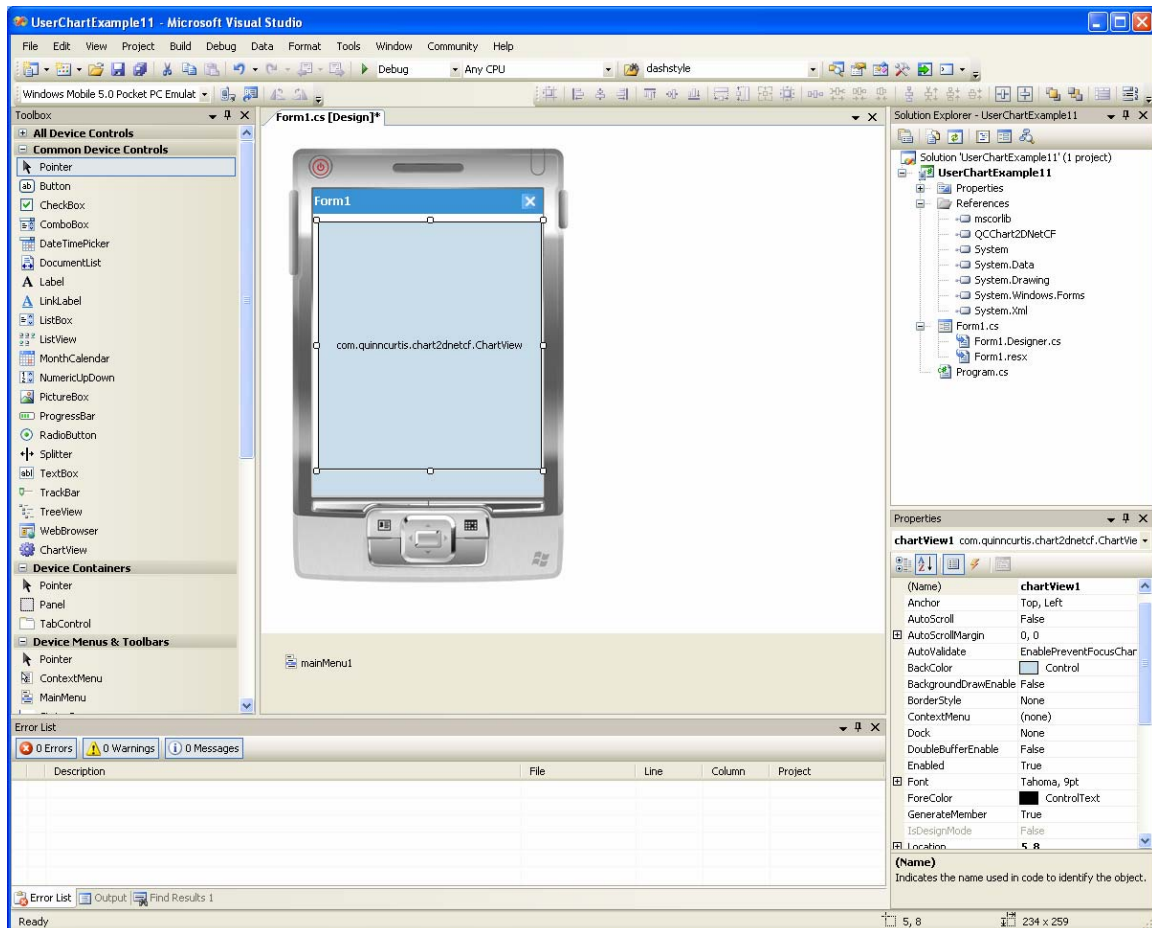 UserChartExample11 - Microsoft Visual Studio
File Edit View Project Build Debug Data Format Tools Window Community Help
Debug Any CPU dashstyle
Windows Mobile 5.0 Pocket PC Emulat
Toolbox
All Device Controls
Common Device Controls
Pointer
Button
CheckBox
ComboBox
DateTimePicker
DocumentList
Label
LinkLabel
ListBox
ListView
MonthCalendar
NumericUpDown
PictureBox
ProgressBar
RadioButton
Splitter
TextBox
TrackBar
TreeView
WebBrowser
ChartView
Device Containers
Pointer
Panel
TabControl
Device Menus & Toolbars
Pointer
ContextMenu
MainMenu
Form1.cs [Design]*
Form1
com.quinncurtis.chart2dnetcf.ChartView
mainMenu1
Solution Explorer - UserChartExample11
Solution 'UserChartExample11' (1 project)
UserChartExample11
Properties
References
mscorlib
QCChart2DNetCF
System
System.Data
System.Drawing
System.Windows.Forms
System.Xml
Form1.cs
Form1.Designer.cs
Form1.resx
Program.cs
Properties
chartView1 com.quinncurtis.chart2dnetcf.ChartVie
(Name) chartView1
Anchor Top, Left
AutoScroll False
AutoScrollMargin 0, 0
AutoValidate EnablePreventFocusChar
BackColor Control
BackgroundDrawEnable False
BorderStyle None
ContextMenu (none)
Dock None
DoubleBufferEnable False
Enabled True
Font Tahoma, 9pt
ForeColor ControlText
GenerateMember True
IsDesignMode False
Location 5, 8
(Name)
Indicates the name used in code to identify the object.
Error List
0 Errors 0 Warnings 0 Messages
Description File Line Column Project
Error List Output Find Results 1
Ready 5, 8 234 x 259